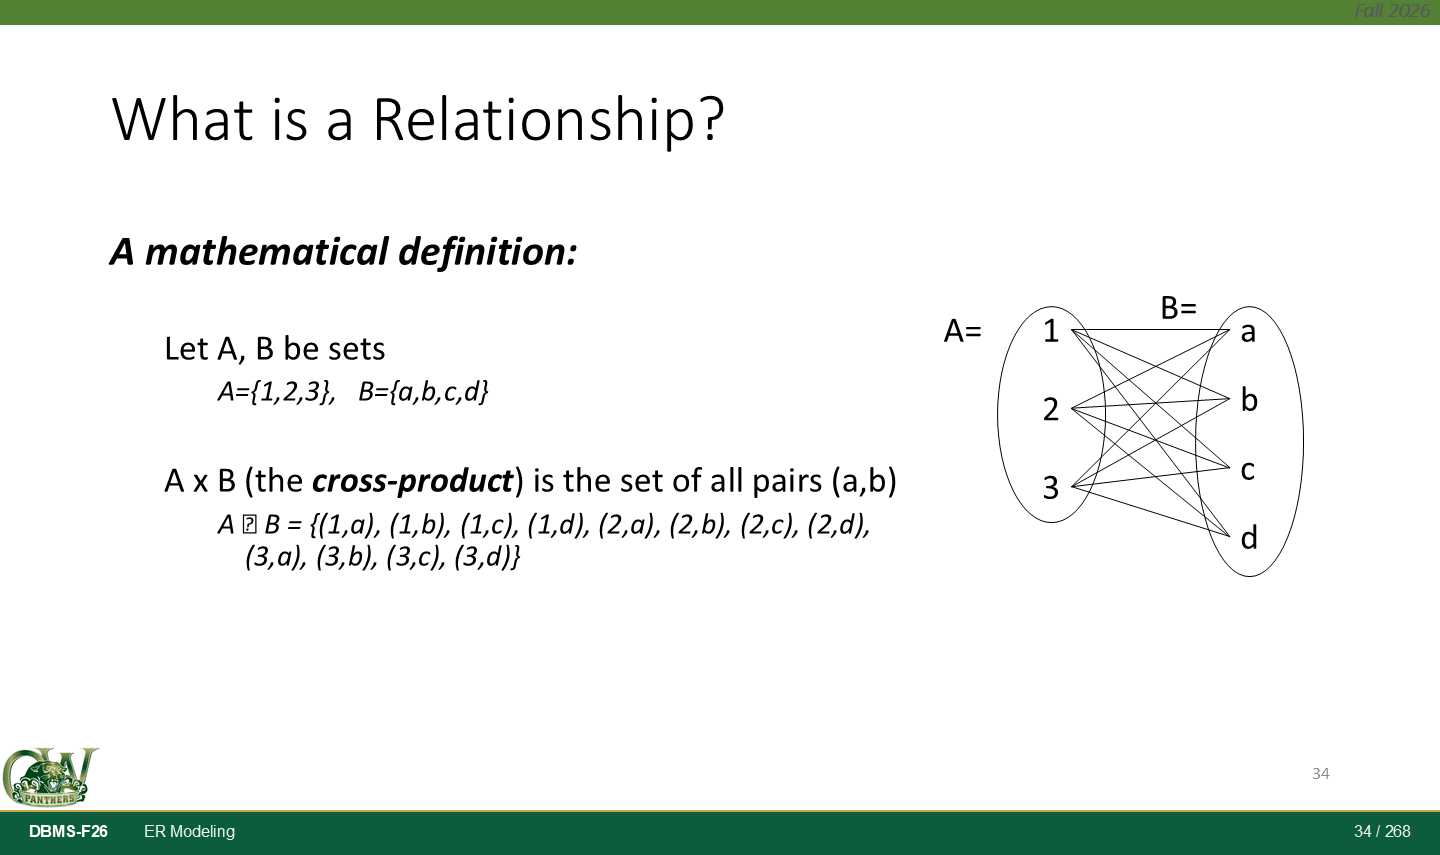 Fall 2026
What is a Relationship?
A mathematical definition:
Let A, B be sets
A={1,2,3}, B={a,b,c,d}
A x B (the cross-product) is the set of all pairs (a,b)
A ⍰ B = {(1,a), (1,b), (1,c), (1,d), (2,a), (2,b), (2,c), (2,d),
(3,a), (3,b), (3,c), (3,d)}
A=
B=
1
2
3
a
b
c
d
OW
PANTHERS
34
DBMS-F26 ER Modeling 34 / 268